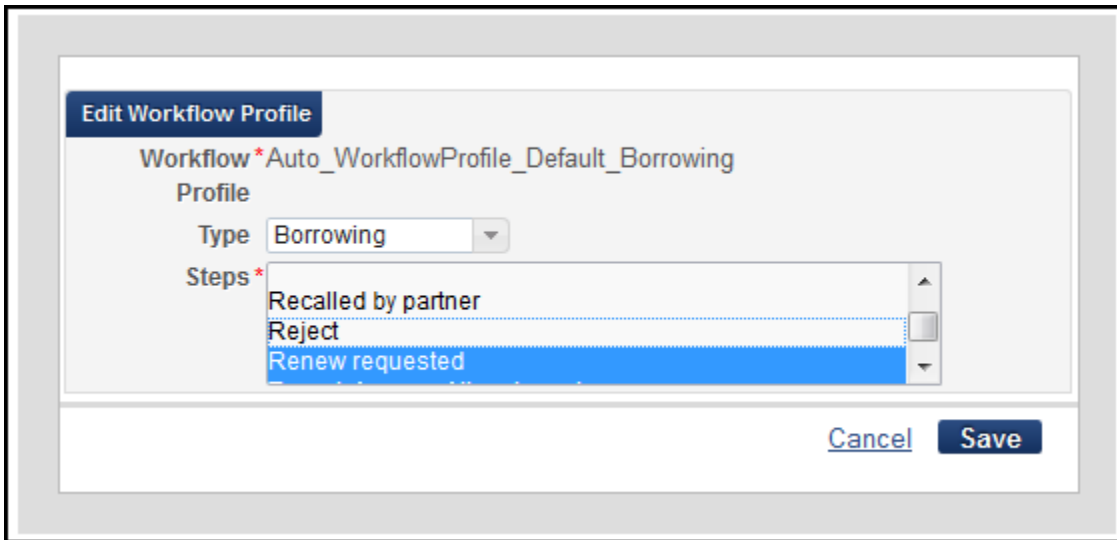 Edit Workflow Profile
Workflow Profile * Auto_WorkflowProfile_Default_Borrowing
Type Borrowing
Steps *
Recalled by partner
Reject
Renew requested
Cancel Save